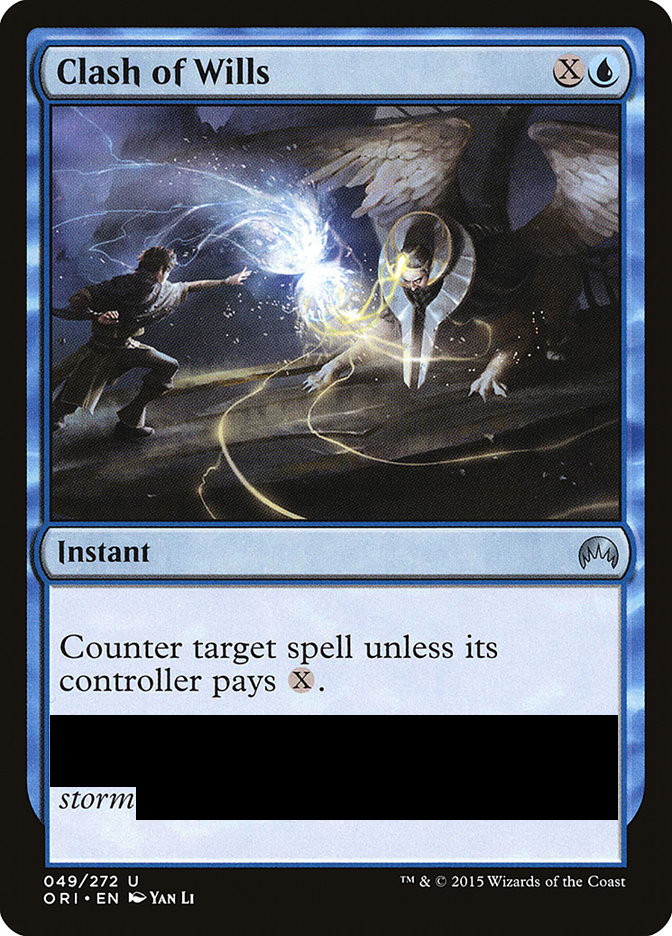 Clash of Wills X
Instant
Counter target spell unless its
controller pays X.
storm
049/272 U
ORI • EN Yan Li
™ & © 2015 Wizards of the Coast